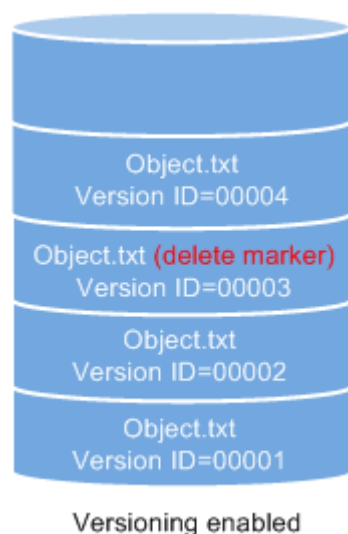 Object.txt
Version ID=00004
Object.txt (delete marker)
Version ID=00003
Object.txt
Version ID=00002
Object.txt
Version ID=00001
Versioning enabled